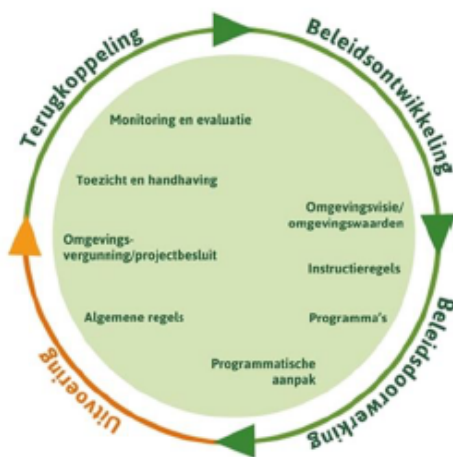 Terugkoppeling
Beleidsontwikkeling
Monitoring en evaluatie
Toezicht en handhaving
Omgevingsvisie/
omgevingswaarden
Omgevings-
vergunning/projectbesluit
Instructieregels
Algemene regels
Programma's
Programmatische
aanpak
Uitvoering
Beleidsdoorwerking